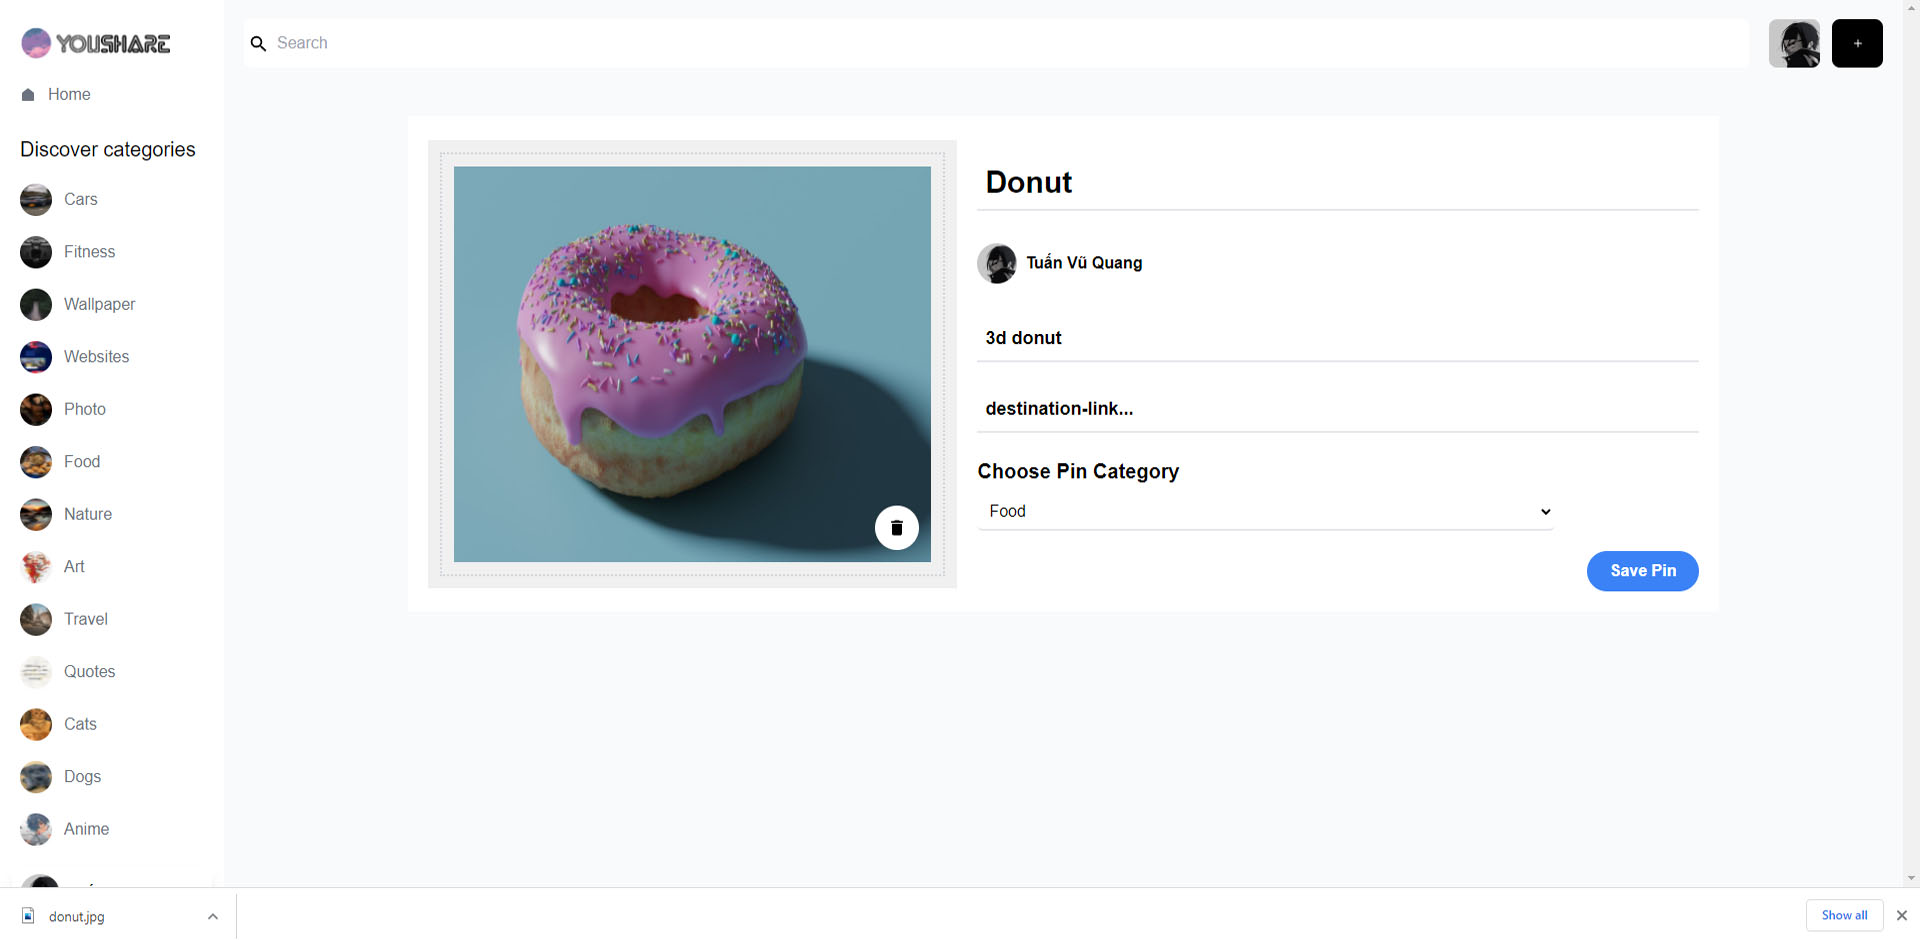 YOUSHARE
Search
+
Home
Discover categories
Cars
Fitness
Wallpaper
Websites
Photo
Food
Nature
Art
Travel
Quotes
Cats
Dogs
Anime
Donut
Tuấn Vũ Quang
3d donut
destination-link...
Choose Pin Category
Food
Save Pin
donut.jpg
Show all